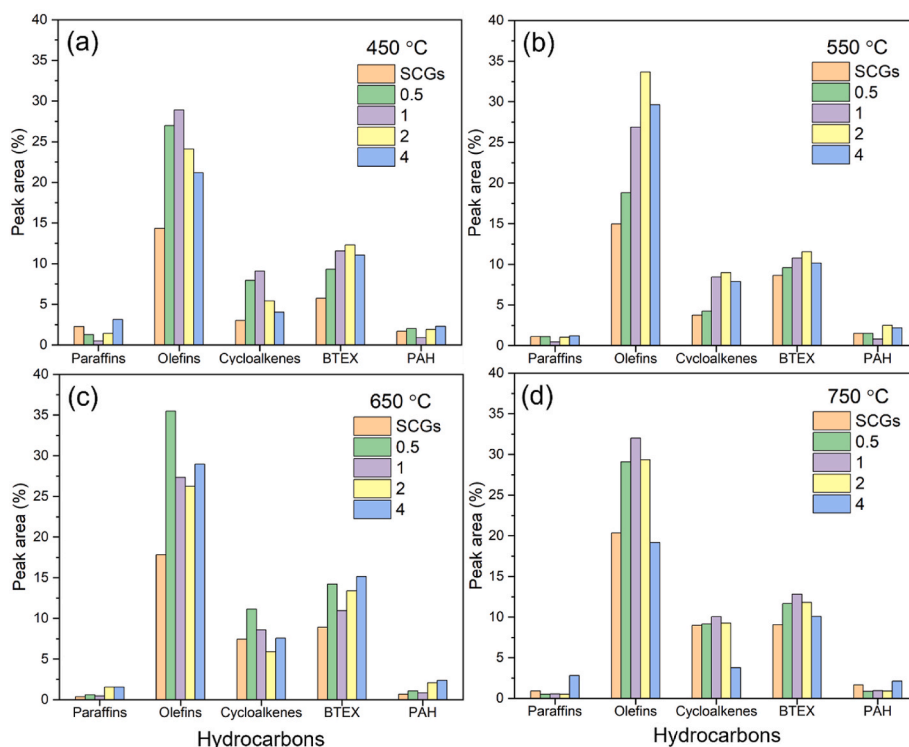 (a)
450 °C
SCGs
0.5
1
2
4
40
35
30
25
20
15
10
5
0
Peak area (%)
Paraffins Olefins Cycloalkenes BTEX PAH
(b)
550 °C
SCGs
0.5
1
2
4
40
35
30
25
20
15
10
5
0
Peak area (%)
Paraffins Olefins Cycloalkenes BTEX PAH
(c)
650 °C
SCGs
0.5
1
2
4
40
35
30
25
20
15
10
5
0
Peak area (%)
Paraffins Olefins Cycloalkenes BTEX PAH
Hydrocarbons
(d)
750 °C
SCGs
0.5
1
2
4
40
35
30
25
20
15
10
5
0
Peak area (%)
Paraffins Olefins Cycloalkenes BTEX PAH
Hydrocarbons